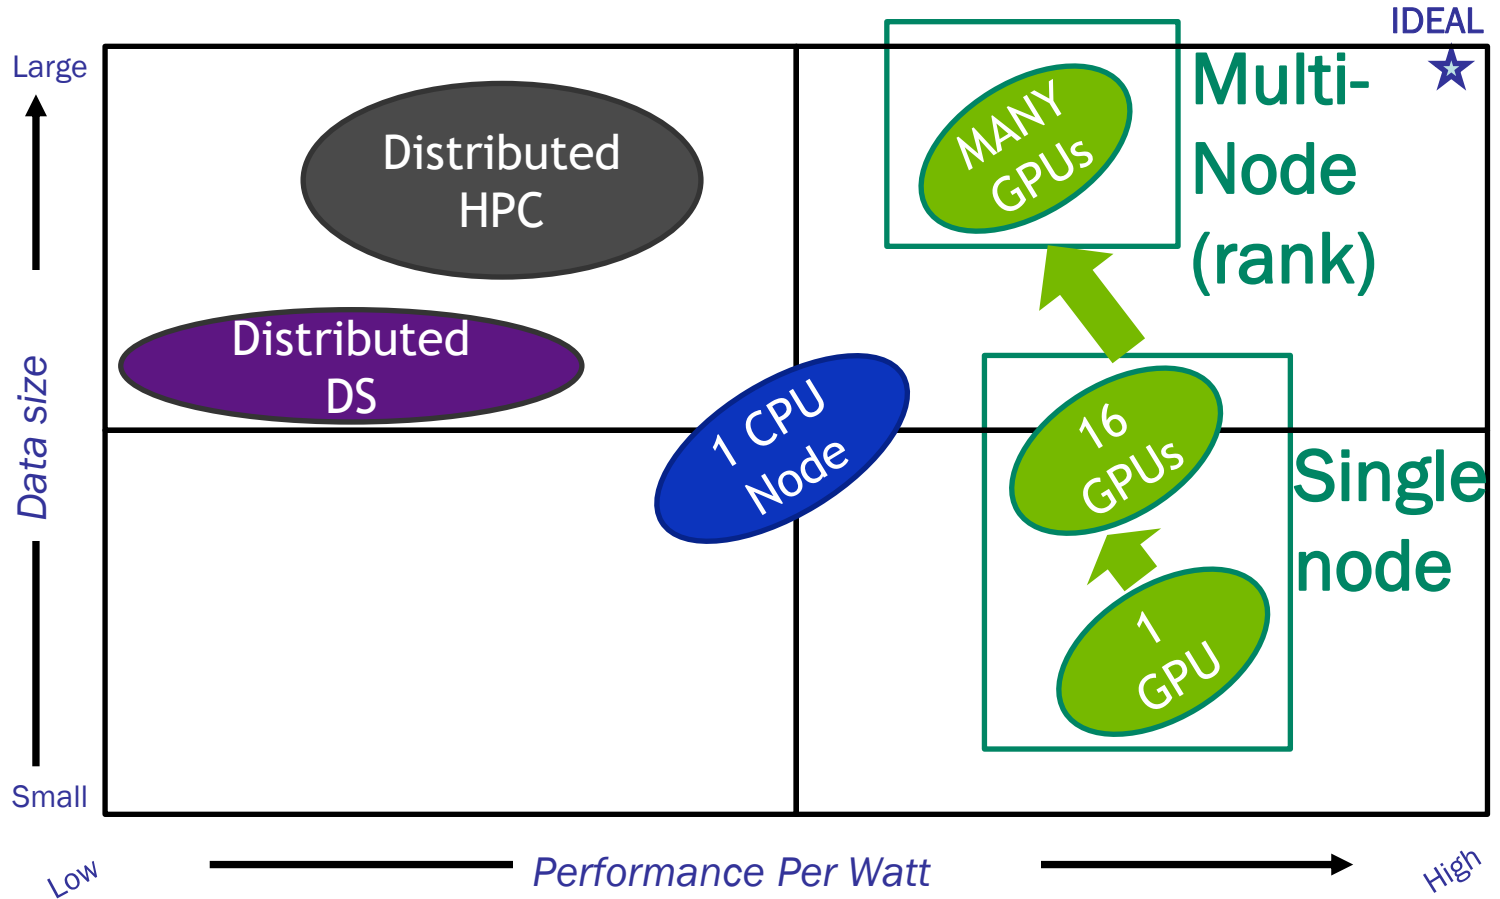 IDEAL
Large
Multi-
Node
(rank)
MANY
GPUs
Distributed
HPC
Distributed
DS
1 CPU
Node
16
GPUs
Single
node
1
GPU
Data size
Small
Low
Performance Per Watt
High